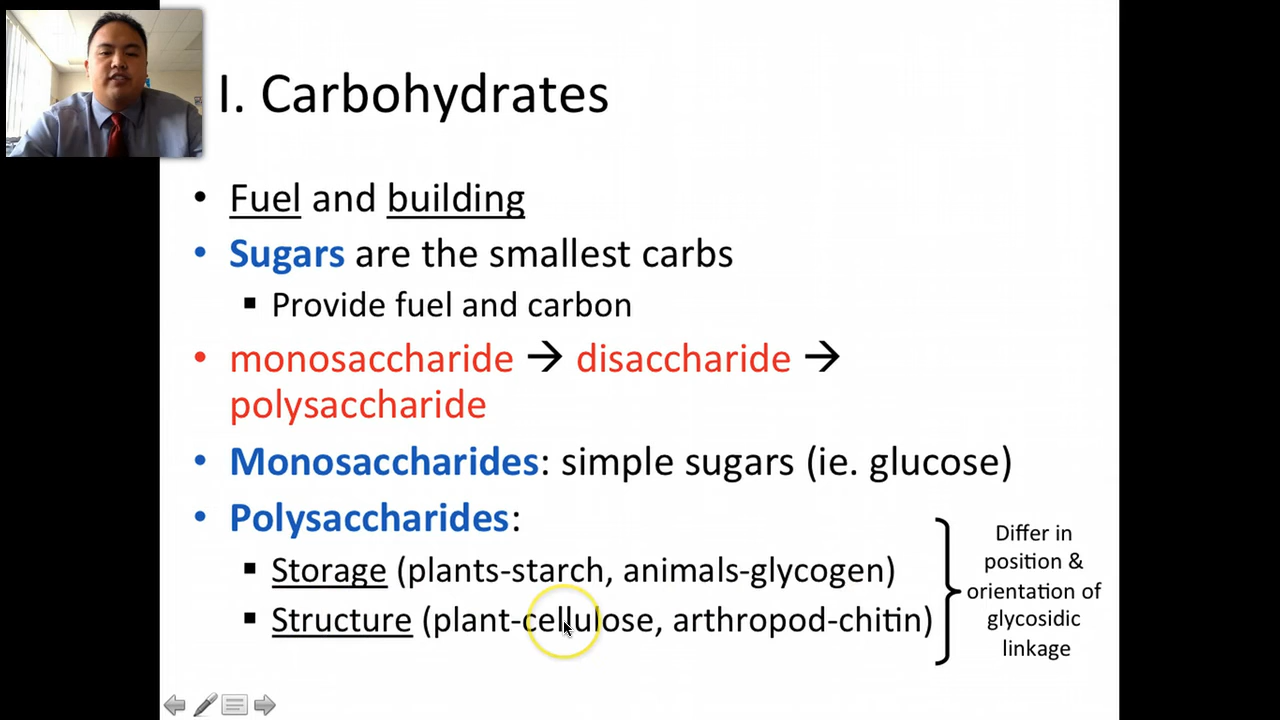 I. Carbohydrates
• Fuel and building
• Sugars are the smallest carbs
▪ Provide fuel and carbon
• monosaccharide → disaccharide →
polysaccharide
• Monosaccharides: simple sugars (ie. glucose)
• Polysaccharides:
▪ Storage (plants-starch, animals-glycogen)
▪ Structure (plant-cellulose, arthropod-chitin)
Differ in
position &
orientation of
glycosidic
linkage